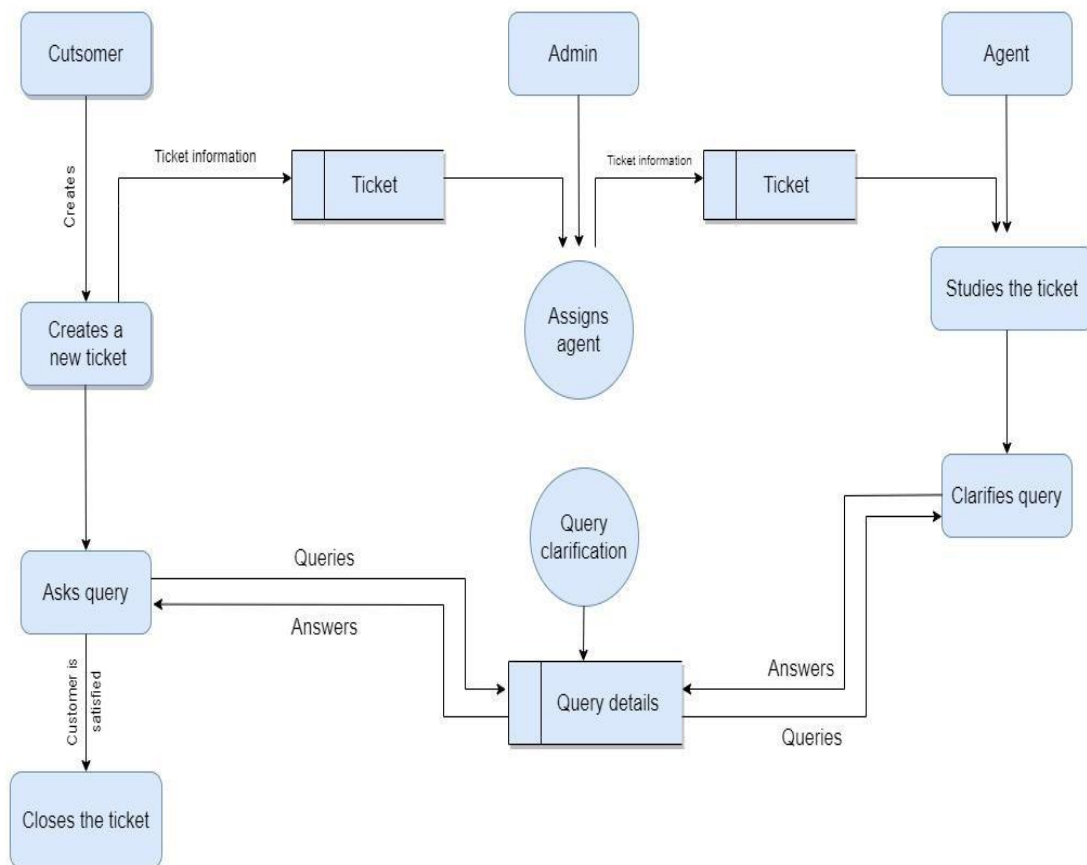 Cutsomer
Admin
Agent
Creates
Ticket information
Ticket
Ticket information
Ticket
Creates a
new ticket
Assigns
agent
Studies the ticket
Clarifies query
Query
clarification
Asks query
Queries
Answers
Customer is
satisfied
Query details
Answers
Queries
Closes the ticket